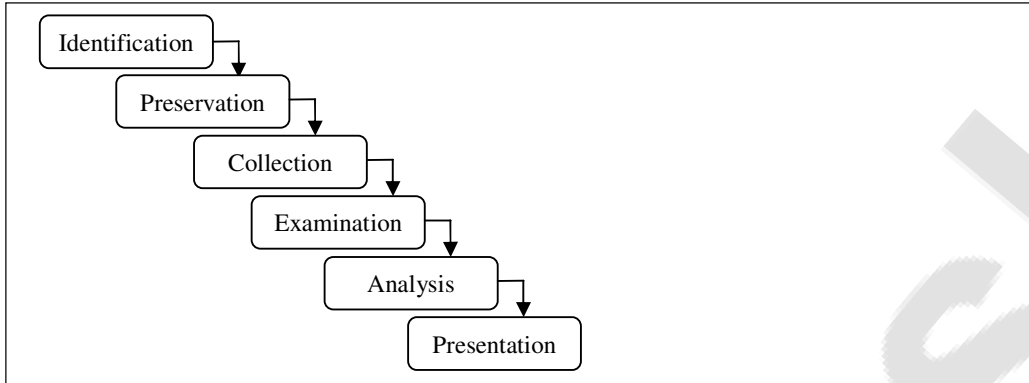 Identification
Preservation
Collection
Examination
Analysis
Presentation